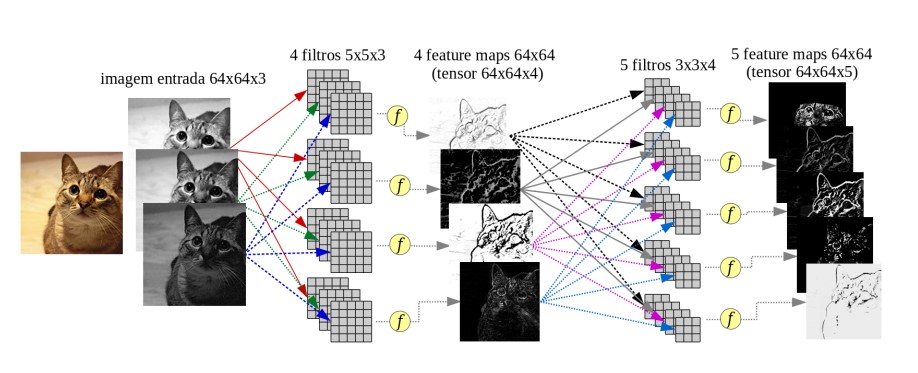 imagem entrada 64x64x3
4 filtros 5x5x3
4 feature maps 64x64
(tensor 64x64x4)
5 filtros 3x3x4
5 feature maps 64x64
(tensor 64x64x5)
f
f
f
f
f
f
f
f
f